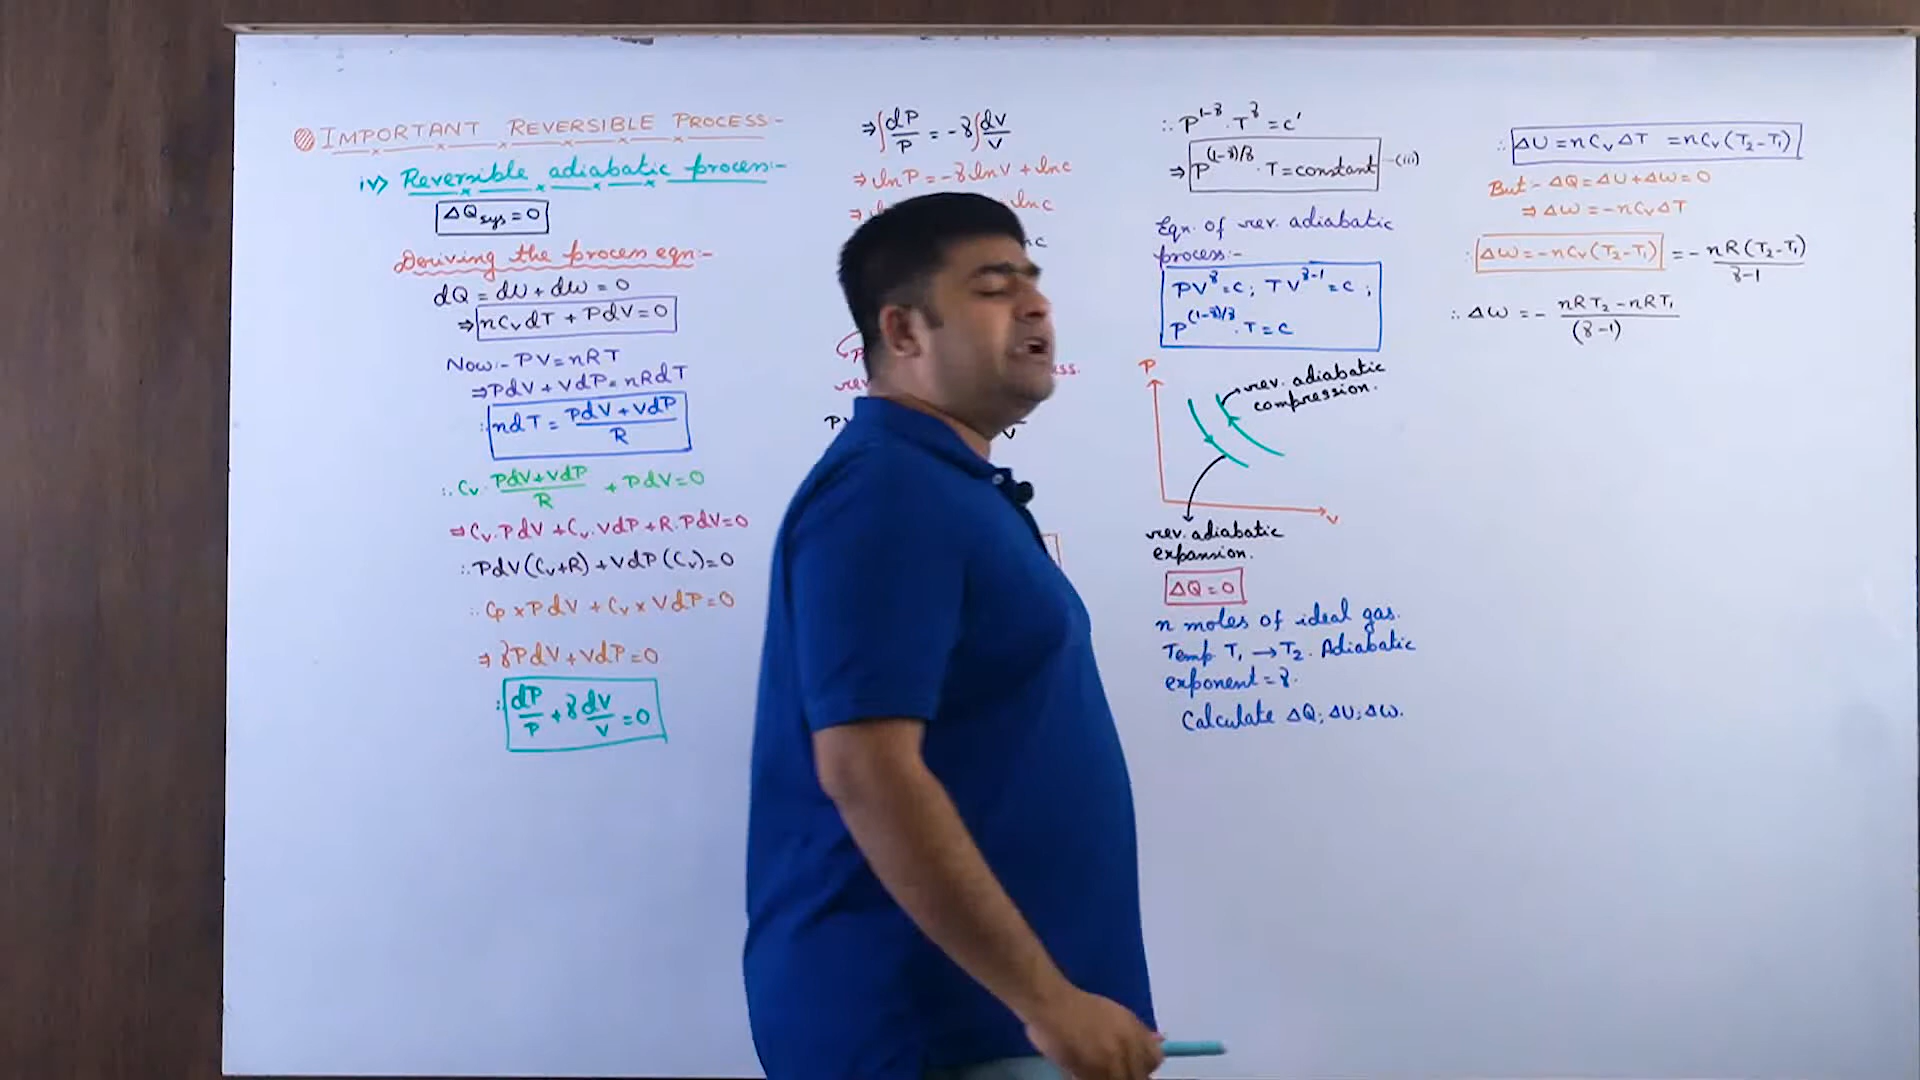 IMPORTANT REVERSIBLE PROCESS:-
iv) Reversible adiabatic process:-
ΔQsys = 0
Deriving the process eqn:-
dQ = dU + dW = 0
⇒ nCvdT + PdV = 0
Now:- PV = nRT
⇒ PdV + VdP = nRdT
∴ ndT = (PdV + VdP)/R
∴ Cv. (PdV + VdP)/R + PdV = 0
⇒ Cv.PdV + Cv.VdP + R.PdV = 0
∴ PdV(Cv+R) + VdP(Cv) = 0
∴ Cp × PdV + Cv × VdP = 0
⇒ γPdV + VdP = 0
∴ dP/P + γ dV/V = 0
⇒ ∫dP/P = -γ∫dV/V
⇒ lnP = -γlnV + lnC
lnC
∴ P^(1-γ) . T^γ = C'
⇒ P^((1-γ)/γ) . T = constant -(iii)
Eqn. of rev. adiabatic
process:-
PV^γ = C; TV^(γ-1) = C;
P^((1-γ)/γ) . T = C
P
rev. adiabatic
compression.
V
rev. adiabatic
expansion.
ΔQ = 0
n moles of ideal gas.
Temp. T₁ → T₂. Adiabatic
exponent = γ.
Calculate ΔQ; ΔU; ΔW.
∴ ΔU = nCvΔT = nCv(T₂-T₁)
But:- ΔQ = ΔU + ΔW = 0
⇒ ΔW = -nCvΔT
∴ ΔW = -nCv(T₂-T₁) = - nR(T₂-T₁)/(γ-1)
∴ ΔW = - (nRT₂ - nRT₁)/(γ-1)